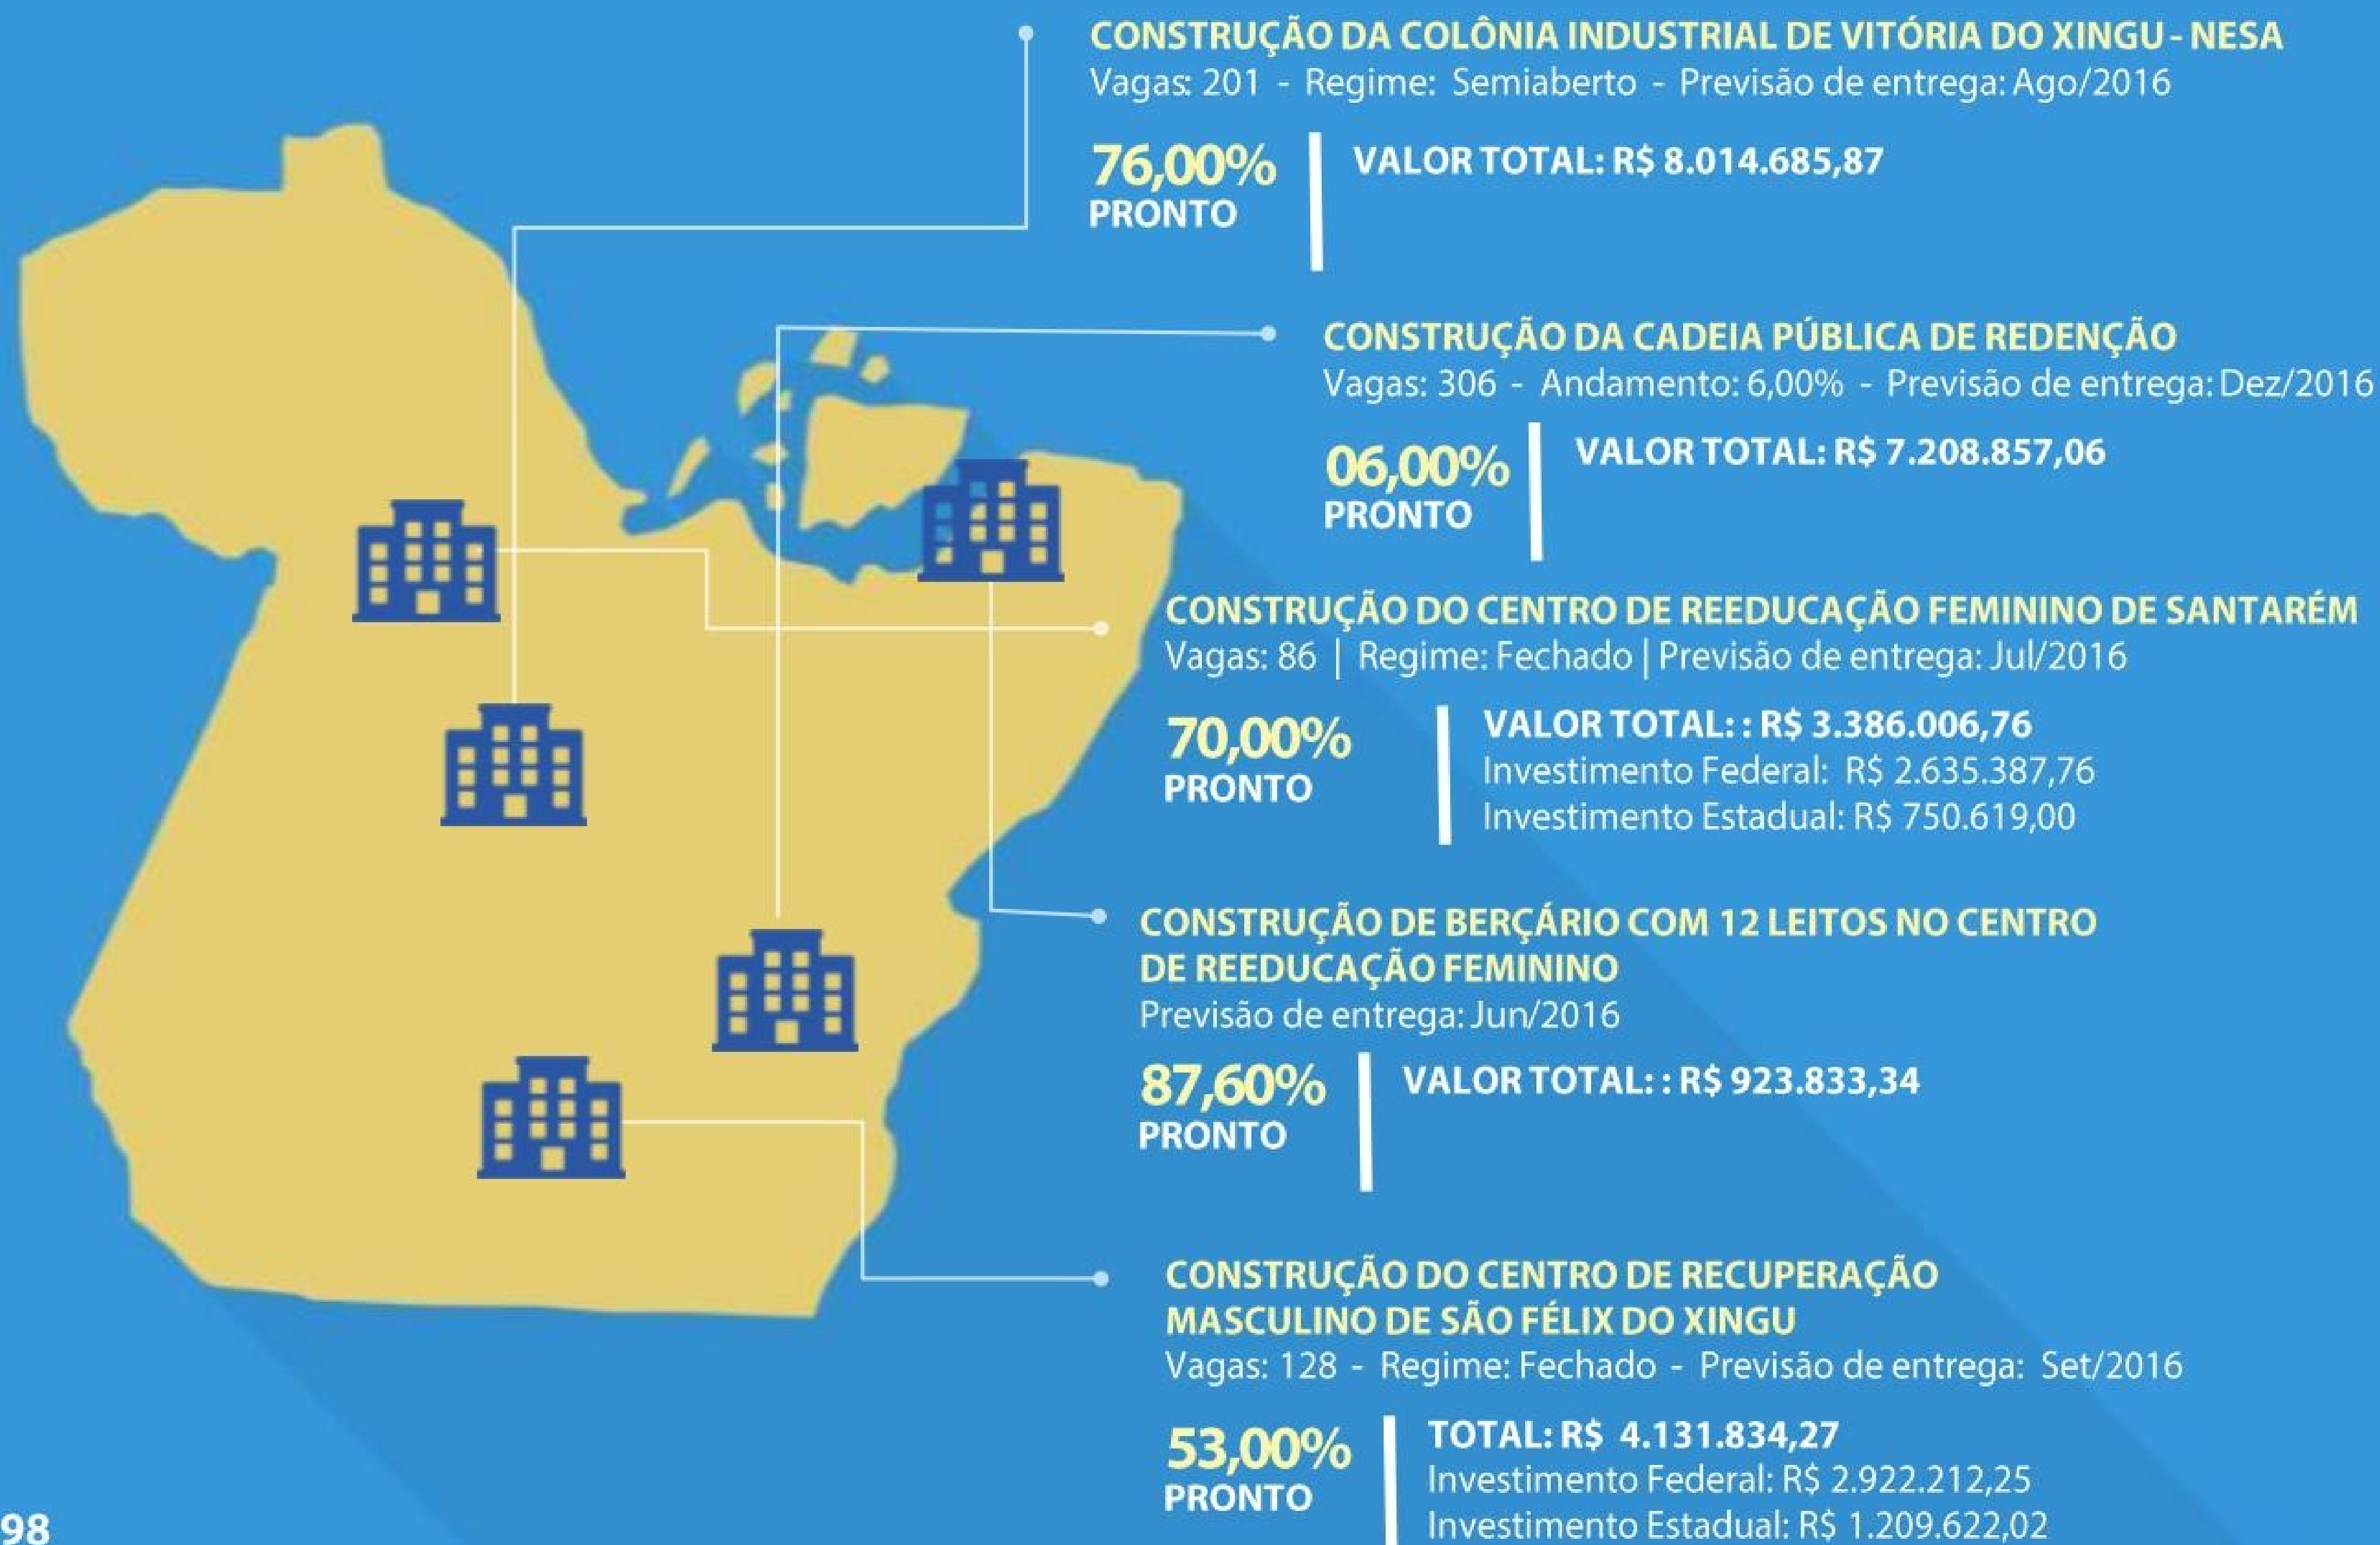 CONSTRUÇÃO DA COLÔNIA INDUSTRIAL DE VITÓRIA DO XINGU - NESA
Vagas: 201 - Regime: Semiaberto - Previsão de entrega: Ago/2016
76,00%
PRONTO
VALOR TOTAL: R$ 8.014.685,87
CONSTRUÇÃO DA CADEIA PÚBLICA DE REDENÇÃO
Vagas: 306 - Andamento: 6,00% - Previsão de entrega: Dez/2016
06,00%
PRONTO
VALOR TOTAL: R$ 7.208.857,06
CONSTRUÇÃO DO CENTRO DE REEDUCAÇÃO FEMININO DE SANTARÉM
Vagas: 86 | Regime: Fechado | Previsão de entrega: Jul/2016
70,00%
PRONTO
VALOR TOTAL: : R$ 3.386.006,76
Investimento Federal: R$ 2.635.387,76
Investimento Estadual: R$ 750.619,00
CONSTRUÇÃO DE BERÇÁRIO COM 12 LEITOS NO CENTRO
DE REEDUCAÇÃO FEMININO
Previsão de entrega: Jun/2016
87,60%
PRONTO
VALOR TOTAL: : R$ 923.833,34
CONSTRUÇÃO DO CENTRO DE RECUPERAÇÃO
MASCULINO DE SÃO FÉLIX DO XINGU
Vagas: 128 - Regime: Fechado - Previsão de entrega: Set/2016
53,00%
PRONTO
TOTAL: R$ 4.131.834,27
Investimento Federal: R$ 2.922.212,25
Investimento Estadual: R$ 1.209.622,02
98